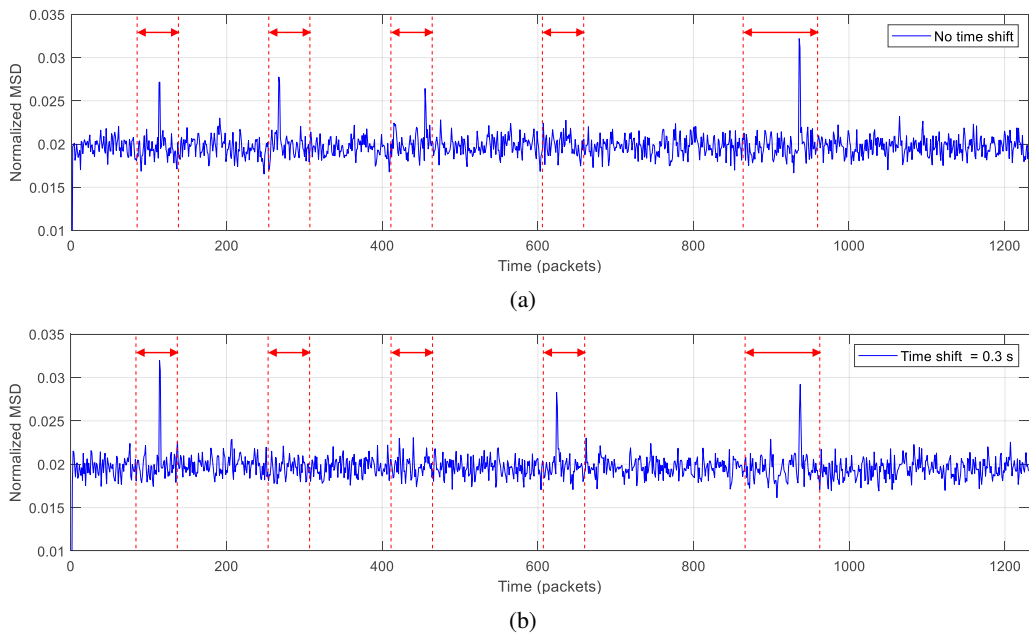 0.035
No time shift
0.03
0.025
Normalized MSD
0.02
0.015
0.01
0 200 400 600 800 1000 1200
Time (packets)
(a)
0.035
Time shift = 0.3 s
0.03
0.025
Normalized MSD
0.02
0.015
0.01
0 200 400 600 800 1000 1200
Time (packets)
(b)